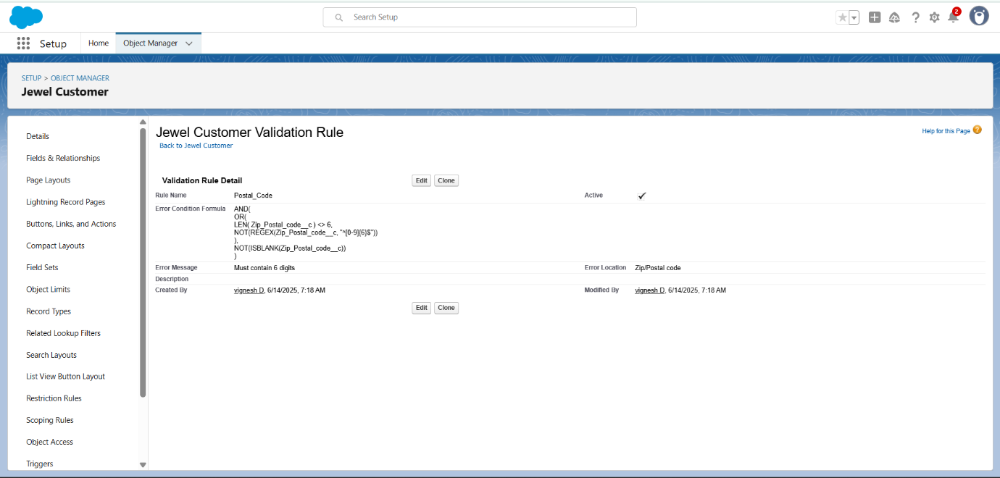 Search Setup
2
Setup
Home
Object Manager
SETUP > OBJECT MANAGER
Jewel Customer
Details
Fields & Relationships
Page Layouts
Lightning Record Pages
Buttons, Links, and Actions
Compact Layouts
Field Sets
Object Limits
Record Types
Related Lookup Filters
Search Layouts
List View Button Layout
Restriction Rules
Scoping Rules
Object Access
Triggers
Jewel Customer Validation Rule
Back to Jewel Customer
Help for this Page ?
Validation Rule Detail Edit Clone
Rule Name Postal_Code Active ✓
Error Condition Formula AND(
OR(
LEN( Zip_Postal_code__c ) <> 6,
NOT(REGEX(Zip_Postal_code__c, "^[0-9]{6}$"))
),
NOT(ISBLANK(Zip_Postal_code__c))
)
Error Message Must contain 6 digits Error Location Zip/Postal code
Description
Created By vignesh D, 6/14/2025, 7:18 AM Modified By vignesh D, 6/14/2025, 7:18 AM
Edit Clone